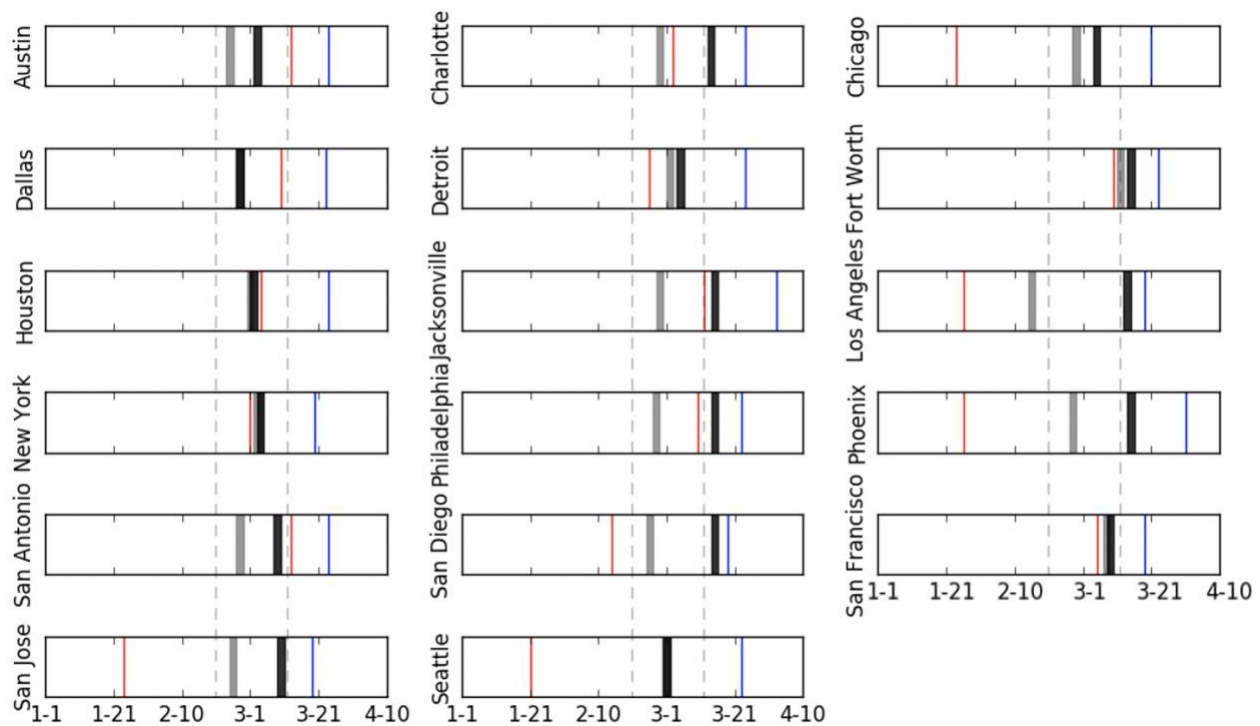 Austin
Charlotte
Chicago
Dallas
Detroit
Fort Worth
Houston
Jacksonville
Los Angeles
New York
Philadelphia
Phoenix
San Antonio
San Diego
San Francisco
1-1 1-21 2-10 3-1 3-21 4-10
San Jose
Seattle
1-1 1-21 2-10 3-1 3-21 4-10
1-1 1-21 2-10 3-1 3-21 4-10